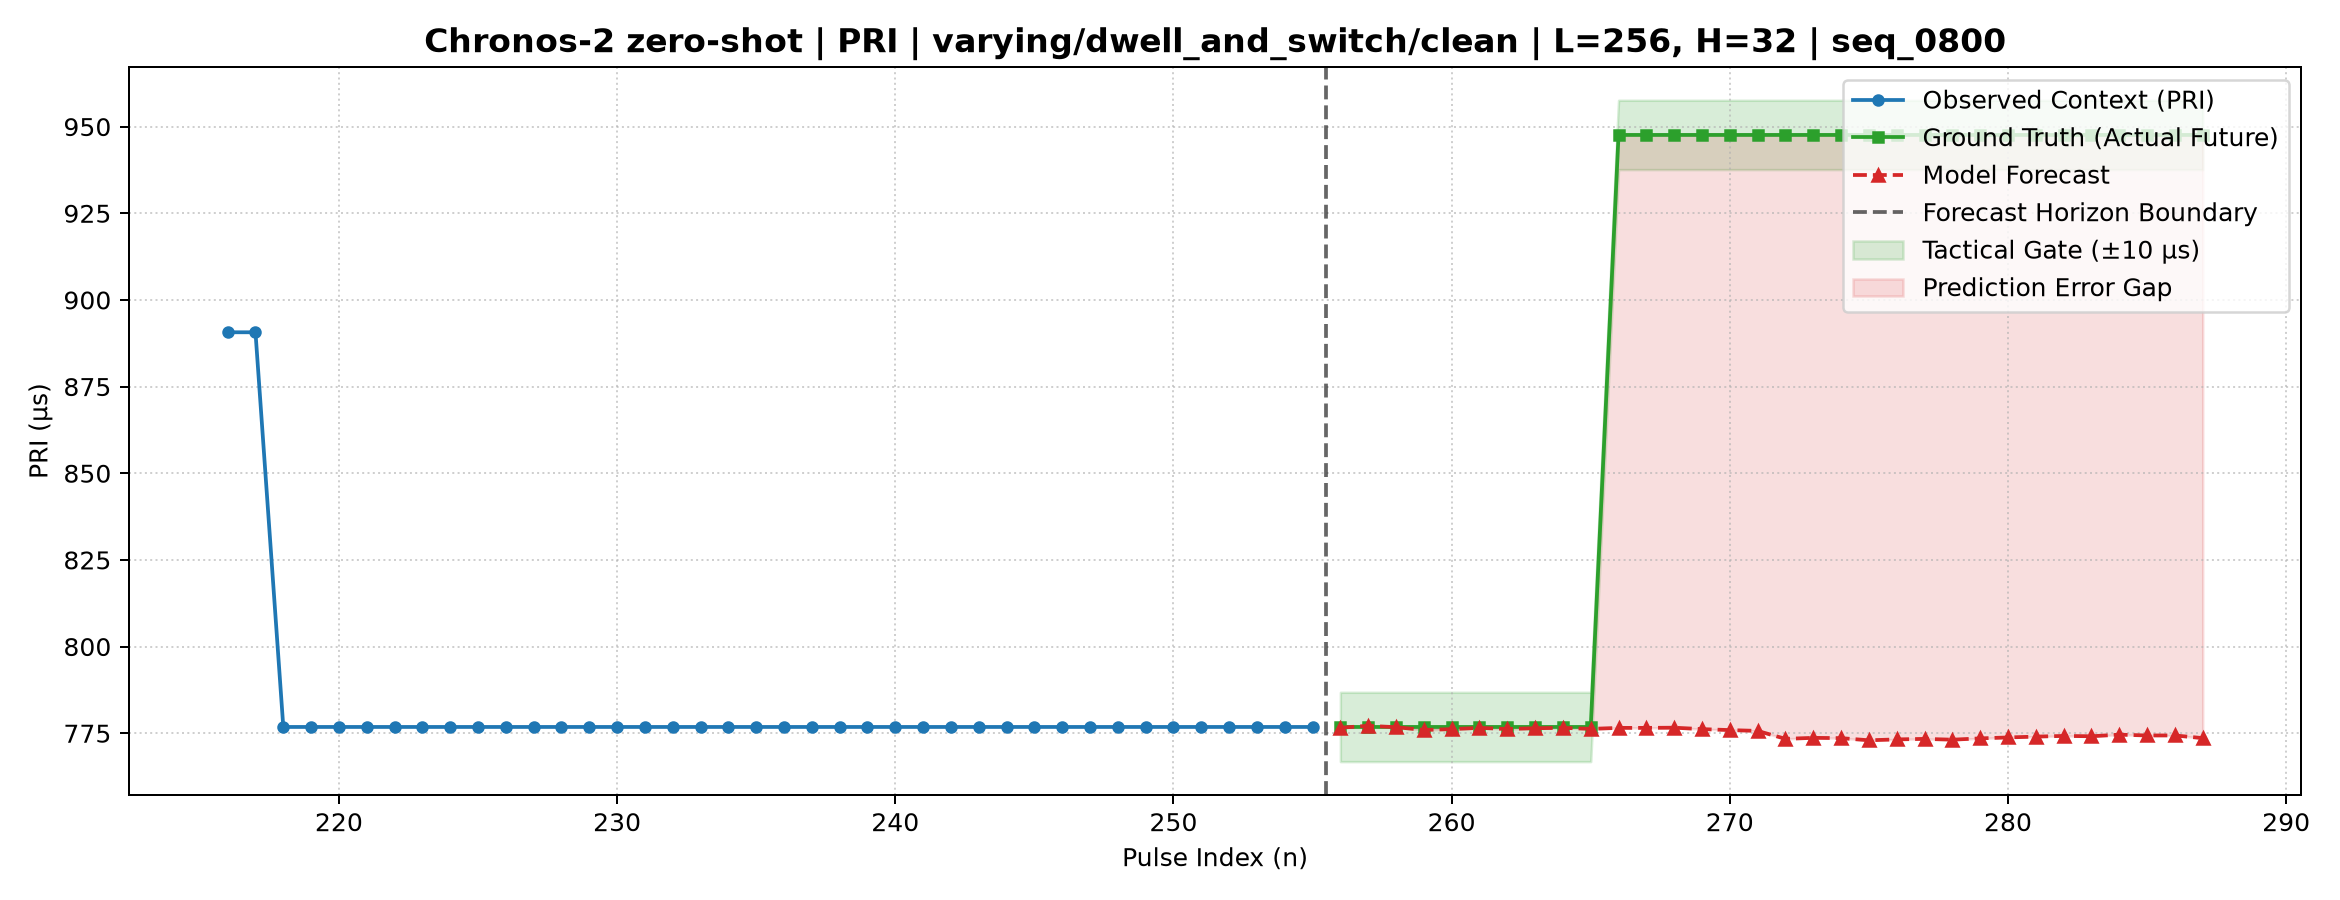 Chronos-2 zero-shot | PRI | varying/dwell_and_switch/clean | L=256, H=32 | seq_0800
Observed Context (PRI)
Ground Truth (Actual Future)
Model Forecast
Forecast Horizon Boundary
Tactical Gate (±10 µs)
Prediction Error Gap
PRI (µs)
950
925
900
875
850
825
800
775
220 230 240 250 260 270 280 290
Pulse Index (n)